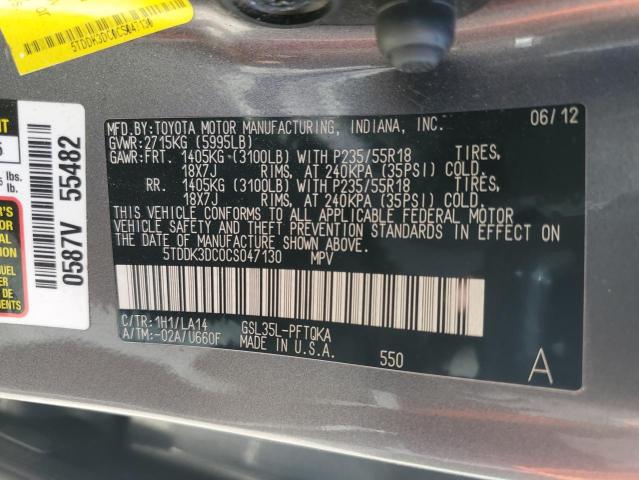 5TDDK3DC0CS047130
MFD.BY:TOYOTA MOTOR MANUFACTURING, INDIANA, INC. 06/12
GVWR:2715KG (5995LB)
GAWR:FRT. 1405KG (3100LB) WITH P235/55R18 TIRES,
18X7J RIMS, AT 240KPA (35PSI) COLD.
RR. 1405KG (3100LB) WITH P235/55R18 TIRES,
18X7J RIMS, AT 240KPA (35PSI) COLD.
THIS VEHICLE CONFORMS TO ALL APPLICABLE FEDERAL MOTOR
VEHICLE SAFETY AND THEFT PREVENTION STANDARDS IN EFFECT ON
THE DATE OF MANUFACTURE SHOWN ABOVE.
5TDDK3DC0CS047130 MPV
C/TR:1H1/LA14 GSL35L-PFTQKA
A/TM:-02A/U660F MADE IN U.S.A. 550 A
0587V 55482
lbs.
lb.